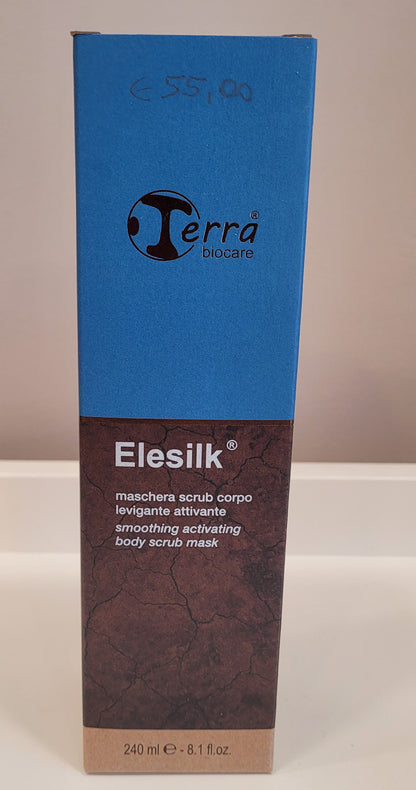 € 55,00
Terra®
biocare
Elesilk®
maschera scrub corpo
levigante attivante
smoothing activating
body scrub mask
240 ml ℮ - 8.1 fl.oz.